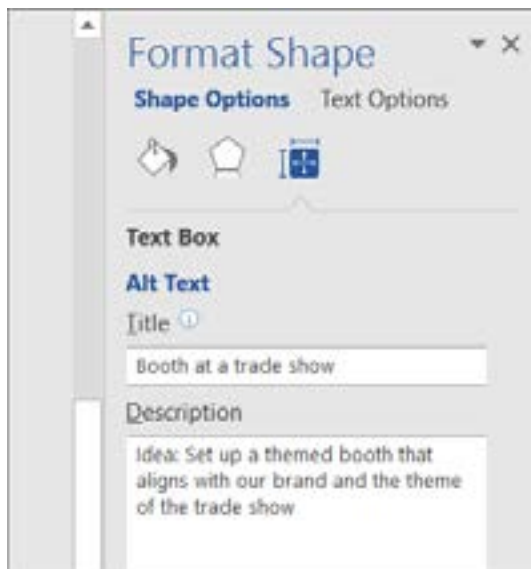 Format Shape
Shape Options Text Options
Text Box
Alt Text
Title
Booth at a trade show
Description
Idea: Set up a themed booth that
aligns with our brand and the theme
of the trade show